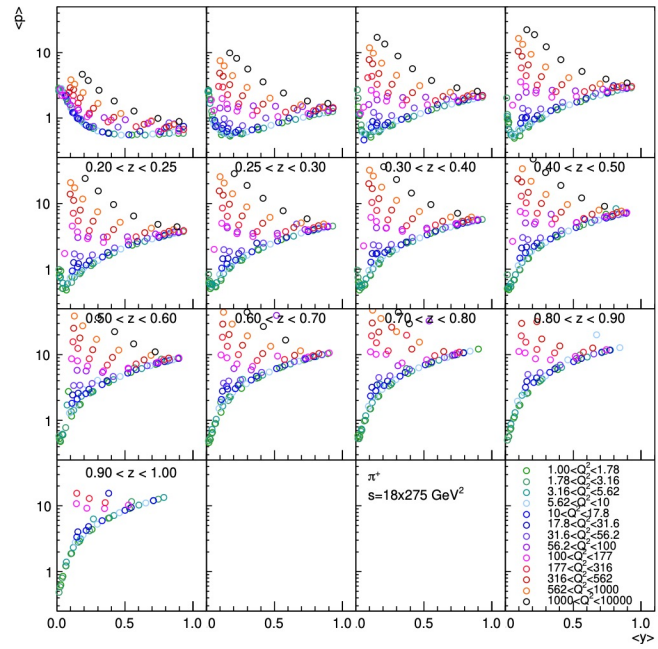 <p>
10
1
0.20 < z < 0.25
0.25 < z < 0.30
0.30 < z < 0.40
0.40 < z < 0.50
10
1
0.50 < z < 0.60
0.60 < z < 0.70
0.70 < z < 0.80
0.80 < z < 0.90
10
1
0.90 < z < 1.00
10
1
π+
s=18x275 GeV²
1.00<Q²<1.78
1.78<Q²<3.16
3.16<Q²<5.62
5.62<Q²<10
10<Q²<17.8
17.8<Q²<31.6
31.6<Q²<56.2
56.2<Q²<100
100<Q²<177
177<Q²<316
316<Q²<562
562<Q²<1000
1000<Q²<10000
0.0 0.5 1.0 0.0 0.5 1.0 0.0 0.5 1.0 0.0 0.5 1.0
<y>